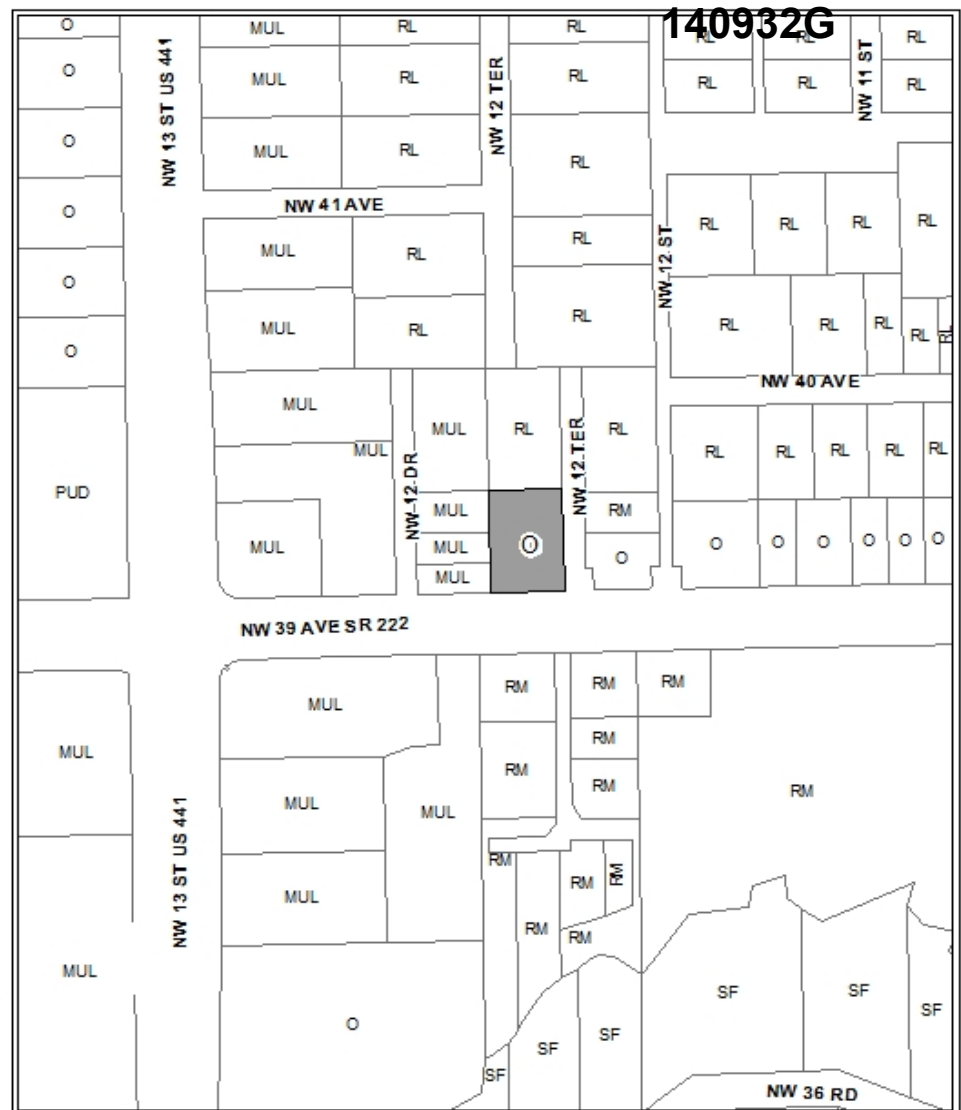 140932G
O MUL RL RL RL RL RL
O MUL RL RL RL RL RL
NW 13 ST US 441
NW 12 TER
NW 11 ST
O MUL RL RL
NW 41 AVE
O RL RL RL RL
MUL RL RL
NW 12 ST
O MUL RL RL
RL RL RL RL RL
O
NW 40 AVE
MUL
MUL RL RL
MUL
NW 12 DR
NW 12 TER
RL RL RL RL RL
PUD
MUL RM
MUL MUL O O
O O O O O O
MUL
NW 39 AVE SR 222
RM RM RM
MUL
RM
MUL
RM RM
MUL MUL RM
NW 13 ST US 441
RM
RM RM
MUL
RM RM
MUL
SF SF SF
O
SF SF
SF
NW 36 RD